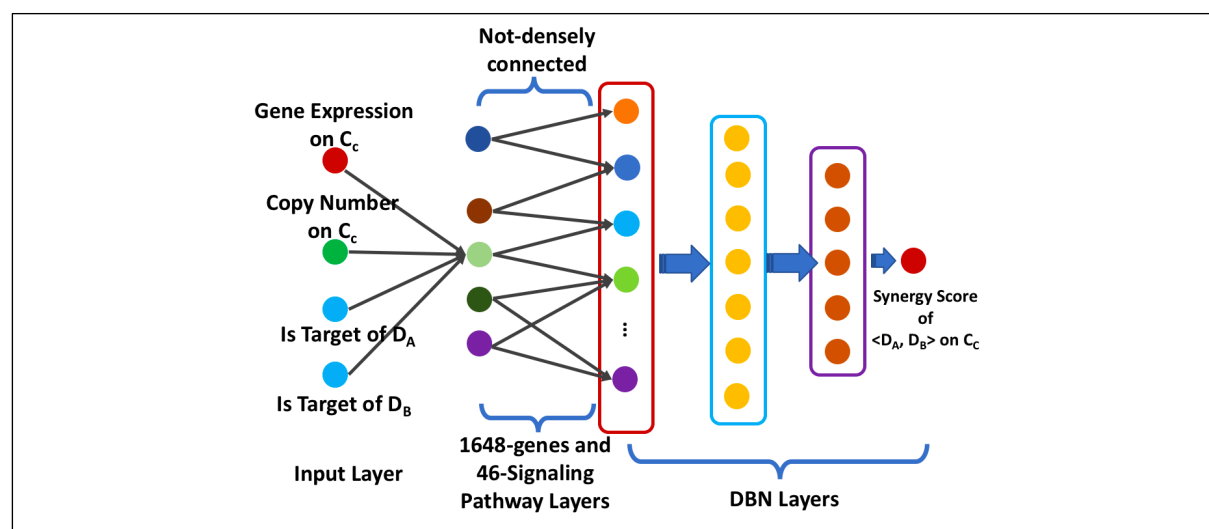 Not-densely
connected
Gene Expression
on Cc
Copy Number
on Cc
Is Target of DA
Is Target of DB
Input Layer
1648-genes and
46-Signaling
Pathway Layers
...
Synergy Score
of
<DA, DB> on CC
DBN Layers